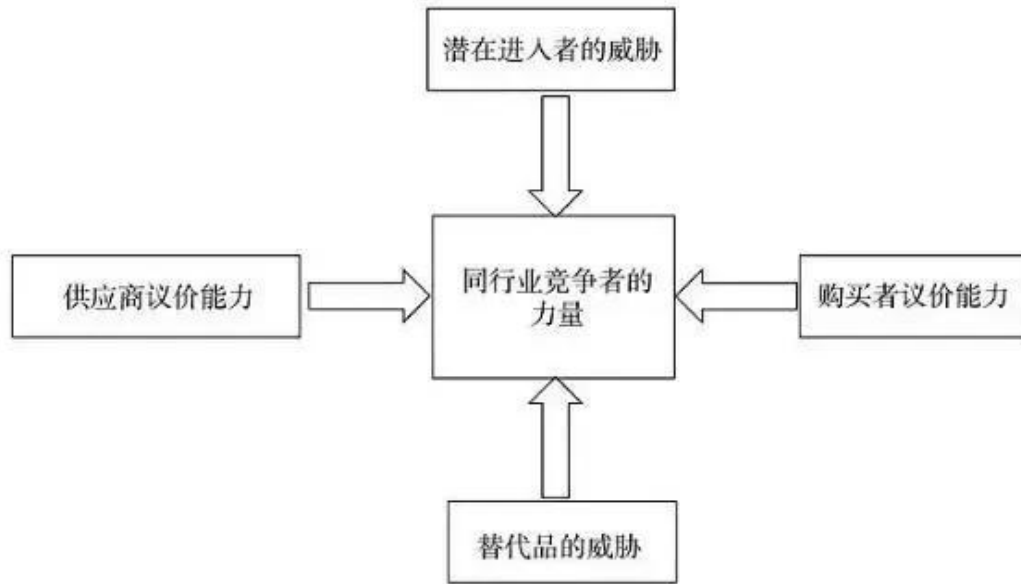 潜在进入者的威胁
供应商议价能力
同行业竞争者的
力量
购买者议价能力
替代品的威胁